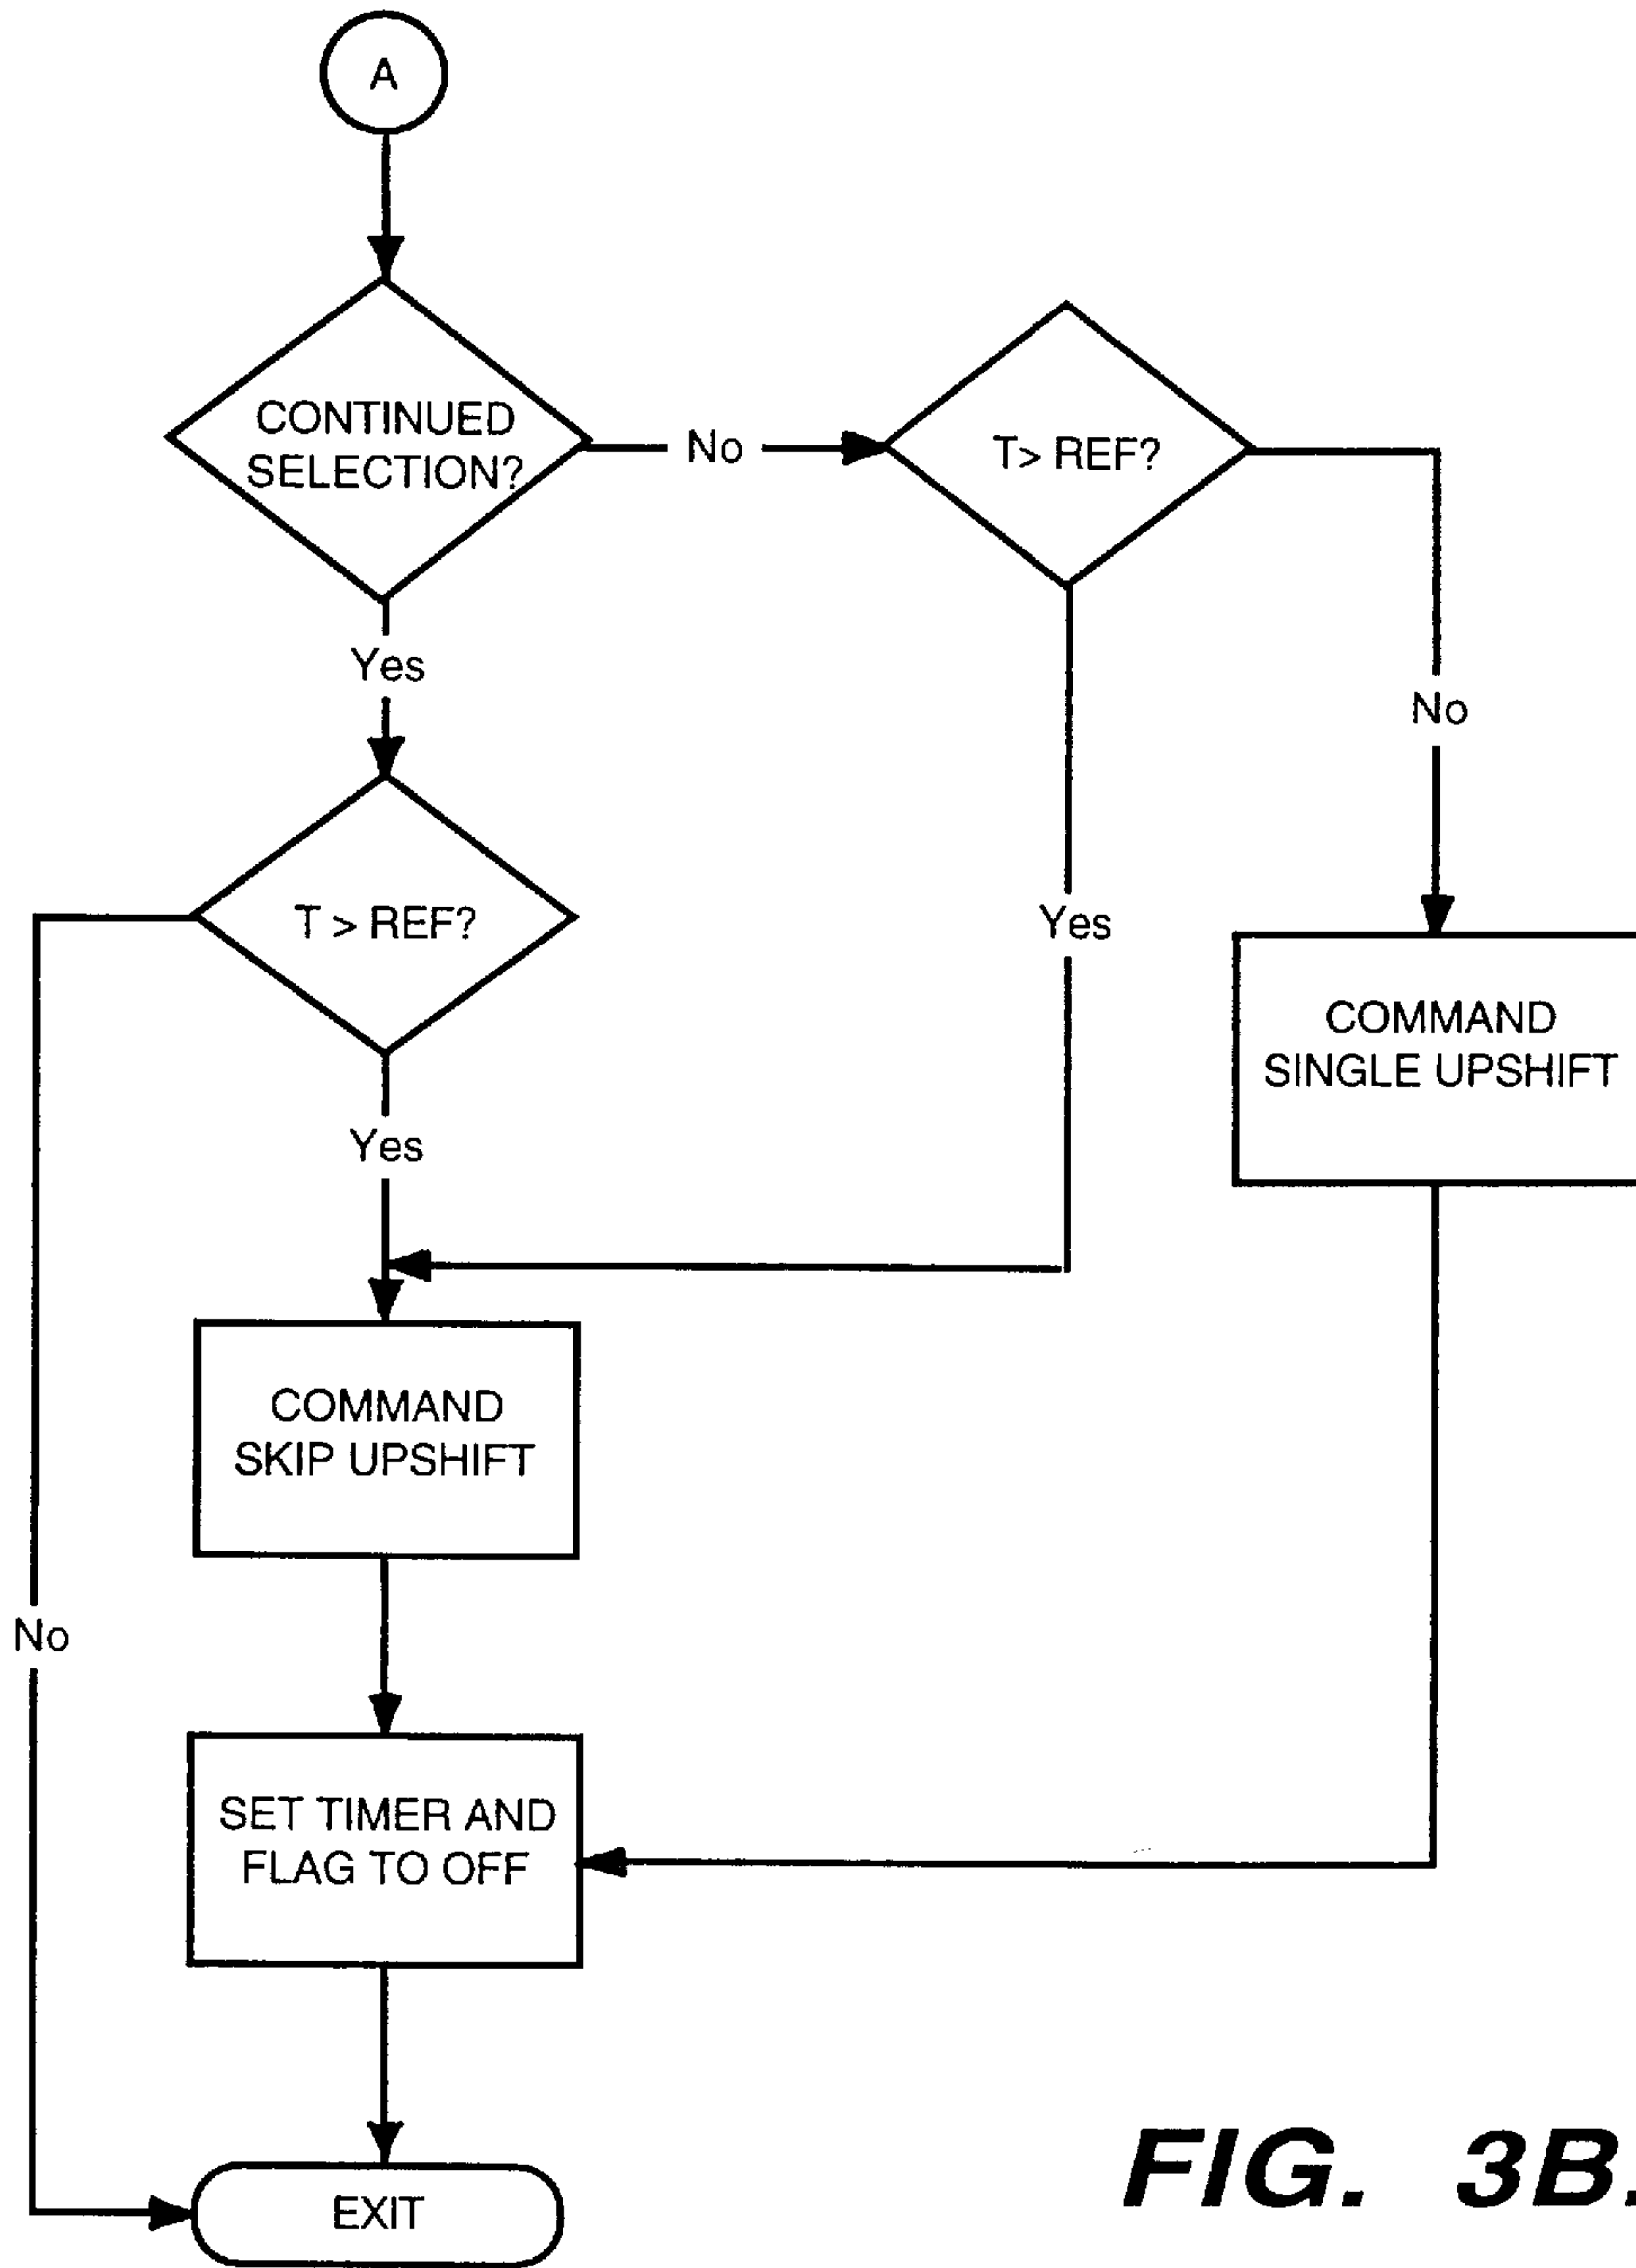 A
CONTINUED
SELECTION?
No
T> REF?
No
Yes
T > REF?
Yes
Yes
COMMAND
SINGLE UPSHIFT
COMMAND
SKIP UPSHIFT
No
SET TIMER AND
FLAG TO OFF
EXIT
FIG. 3B.